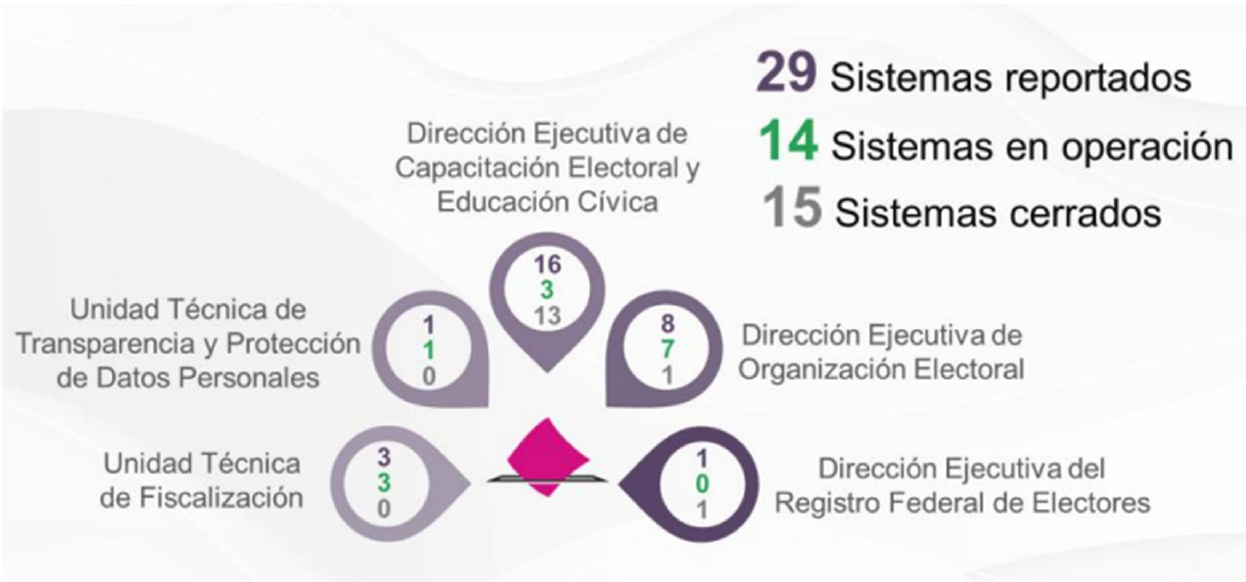 29 Sistemas reportados
14 Sistemas en operación
15 Sistemas cerrados
Dirección Ejecutiva de
Capacitación Electoral y
Educación Cívica
16
3
13
Unidad Técnica de
Transparencia y Protección
de Datos Personales
1
1
0
8
7
1
Dirección Ejecutiva de
Organización Electoral
Unidad Técnica
de Fiscalización
3
3
0
1
0
1
Dirección Ejecutiva del
Registro Federal de Electores